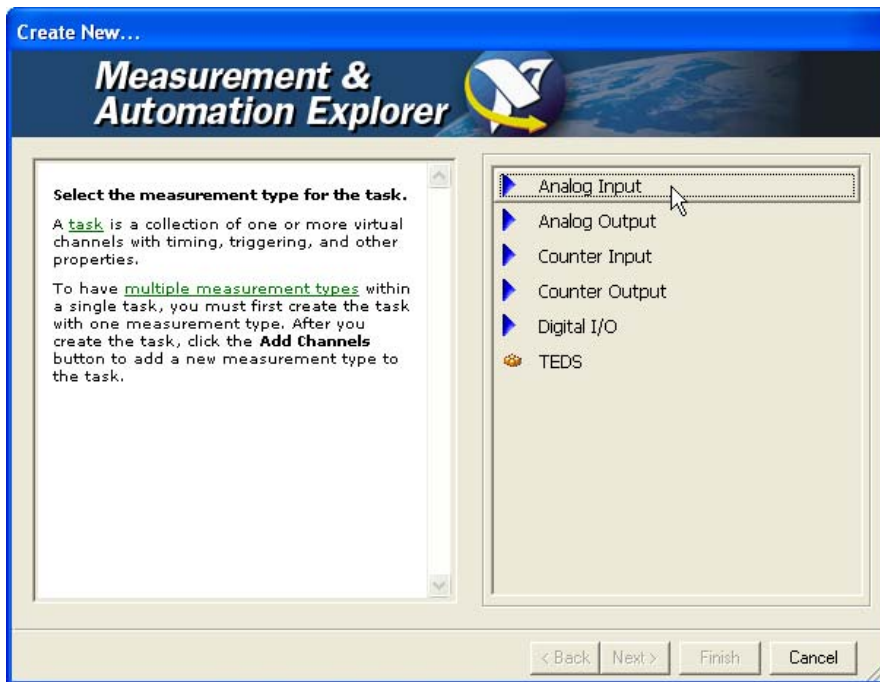 Create New...
Measurement &
Automation Explorer
Select the measurement type for the task.
A task is a collection of one or more virtual
channels with timing, triggering, and other
properties.
To have multiple measurement types within
a single task, you must first create the task
with one measurement type. After you
create the task, click the Add Channels
button to add a new measurement type to
the task.
Analog Input
Analog Output
Counter Input
Counter Output
Digital I/O
TEDS
< Back
Next >
Finish
Cancel